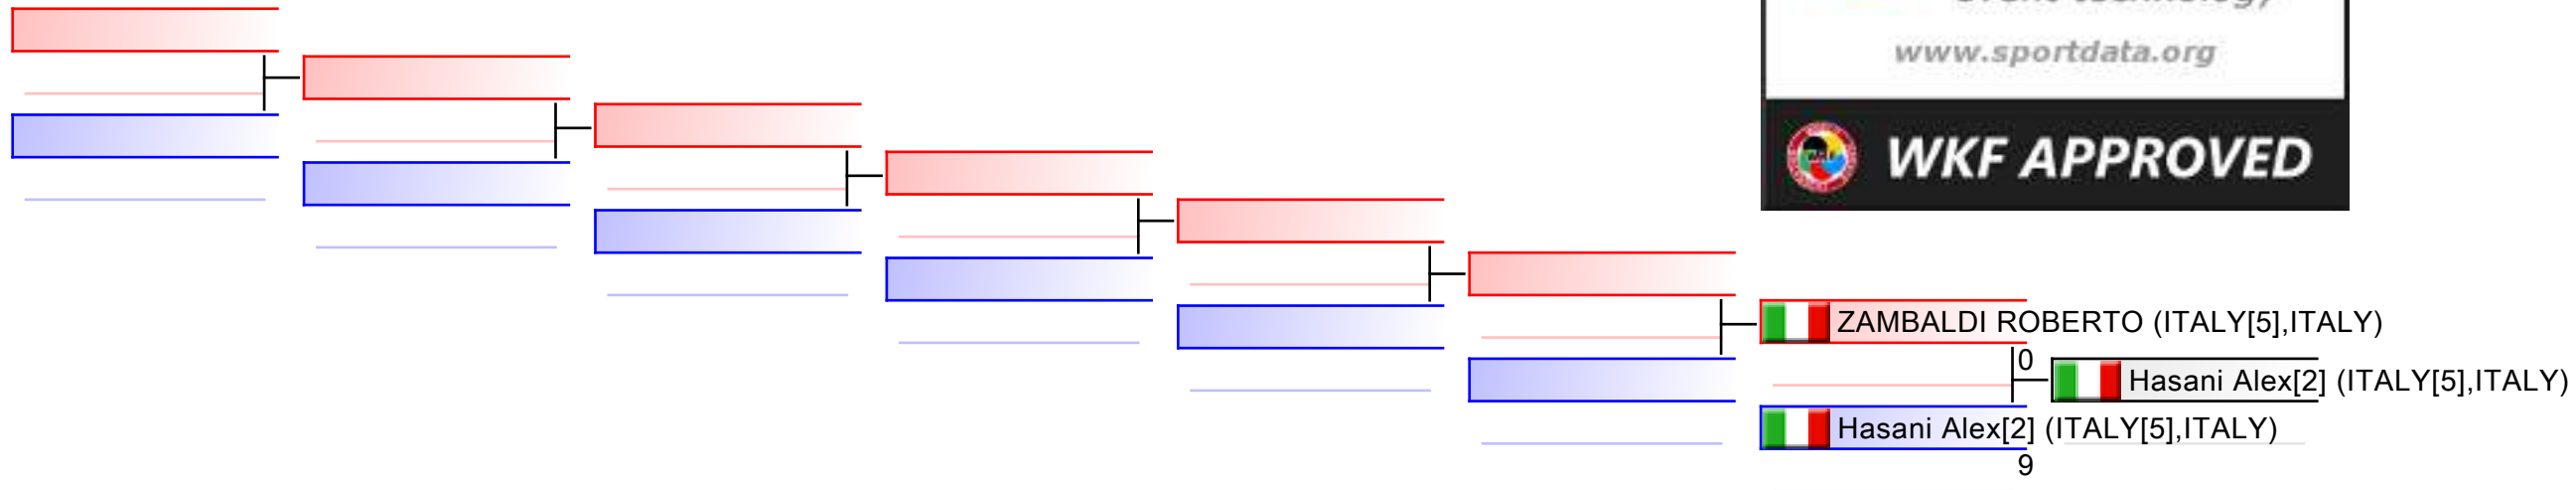 www.sportdata.org
WKF APPROVED
ZAMBALDI ROBERTO (ITALY[5],ITALY)
0
Hasani Alex[2] (ITALY[5],ITALY)
Hasani Alex[2] (ITALY[5],ITALY)
9